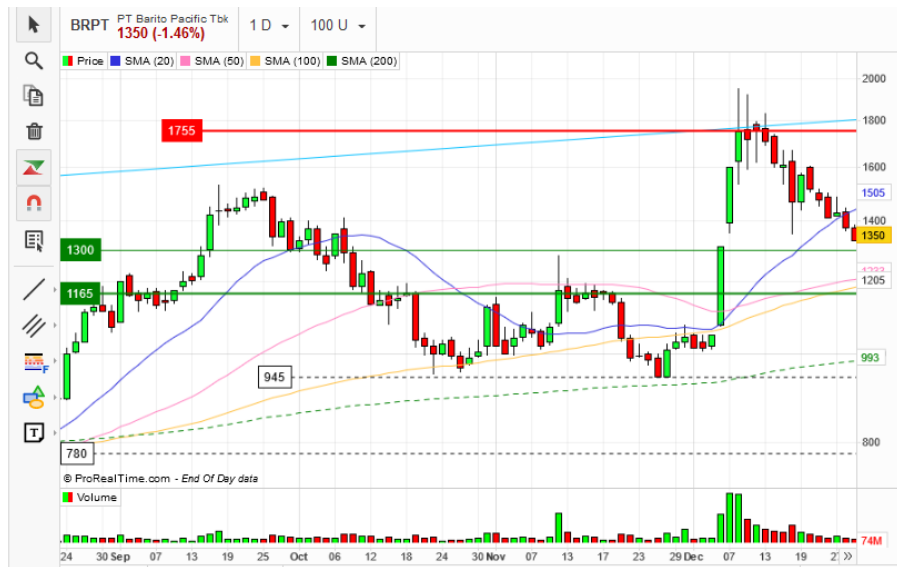 BRPT PT Barito Pacific Tbk 1350 (-1.46%) 1 D 100 U
Price SMA (20) SMA (50) SMA (100) SMA (200)
2000
1755
1800
1600
1505
1400
1350
1300
1205
1165
993
945
800
780
© ProRealTime.com - End Of Day data
Volume
74M
24 30 Sep 07 13 19 25 Oct 06 12 18 24 30 Nov 07 13 17 23 29 Dec 07 13 19 »
F
T